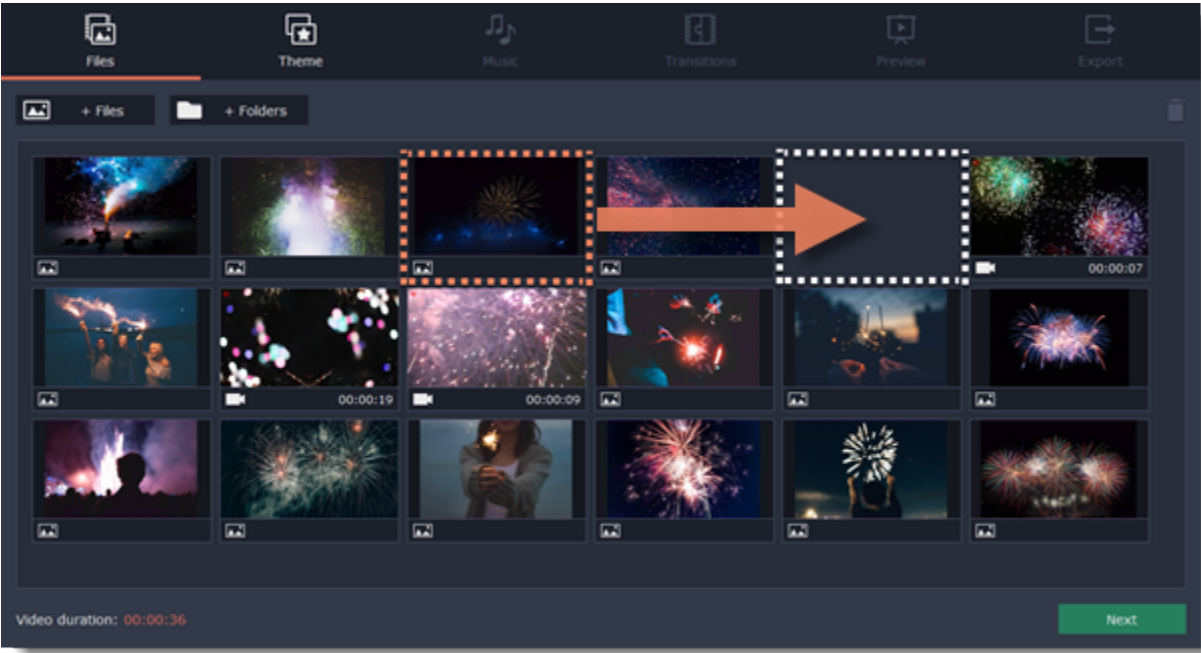 Files
Theme
Music
Transitions
Preview
Export
+ Files
+ Folders
00:00:07
00:00:19
00:00:09
Video duration: 00:00:36
Next